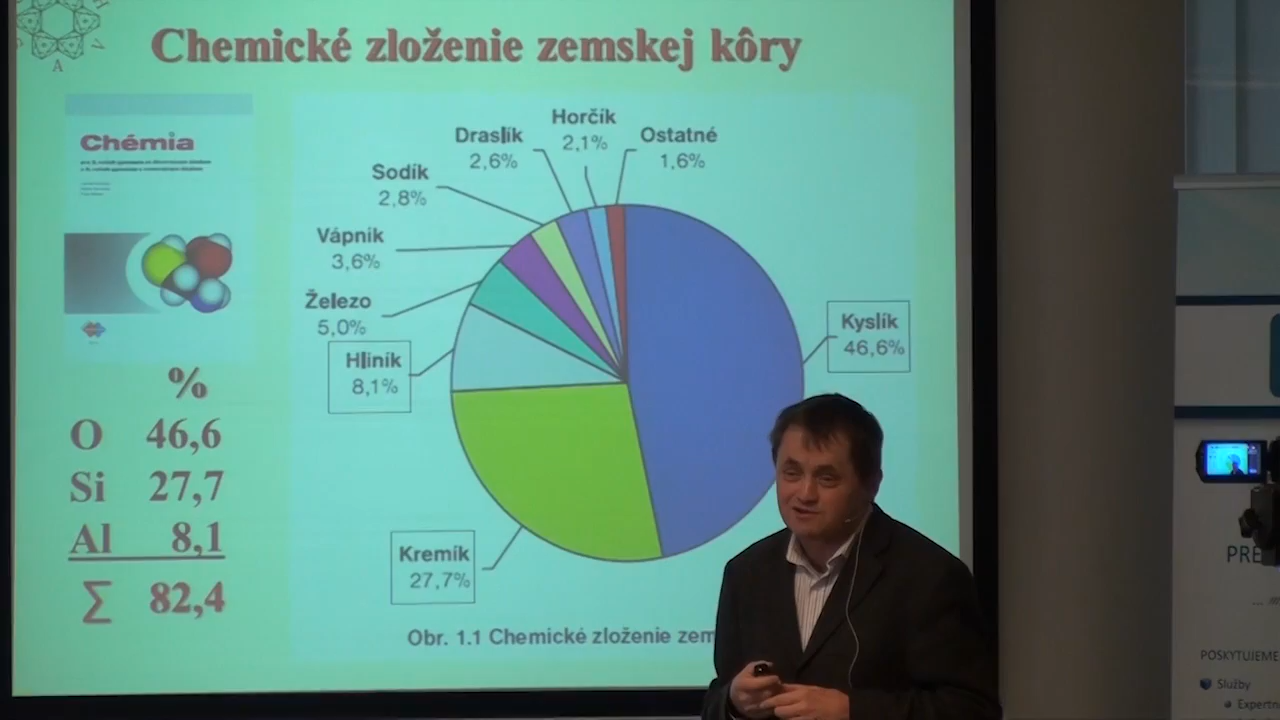 A
Chemické zloženie zemskej kôry
Chémia
Horčík
2,1%
Draslík
2,6%
Ostatné
1,6%
Sodík
2,8%
Vápnik
3,6%
Železo
5,0%
Hliník
8,1%
Kyslík
46,6%
Kremík
27,7%
%
O 46,6
Si 27,7
Al 8,1
Σ 82,4
Obr. 1.1 Chemické zloženie zem
PRE
POSKYTUJEME
Služby
Expertn